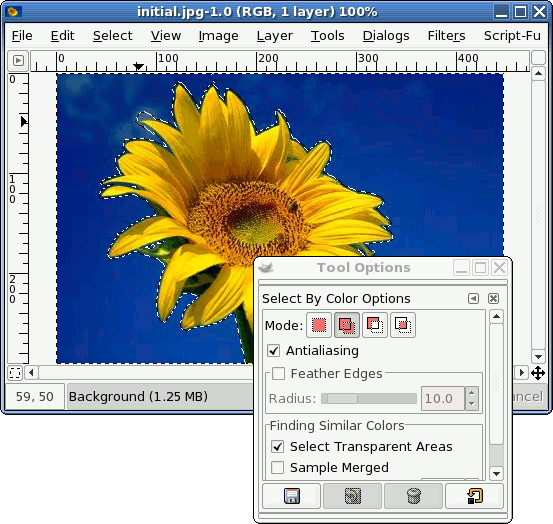 initial.jpg-1.0 (RGB, 1 layer) 100%
File Edit Select View Image Layer Tools Dialogs Filters Script-Fu
0 100 200 300 400
0
100
200
Tool Options
Select By Color Options
Mode:
Antialiasing
Feather Edges
Radius: 10.0
Finding Similar Colors
Select Transparent Areas
Sample Merged
59, 50 Background (1.25 MB)